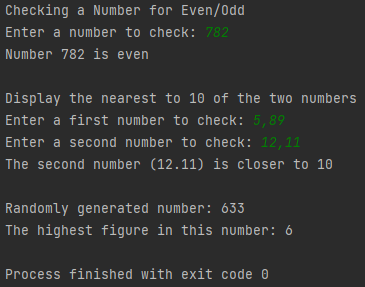 Checking a Number for Even/Odd
Enter a number to check: 782
Number 782 is even
Display the nearest to 10 of the two numbers
Enter a first number to check: 5,89
Enter a second number to check: 12,11
The second number (12.11) is closer to 10
Randomly generated number: 633
The highest figure in this number: 6
Process finished with exit code 0